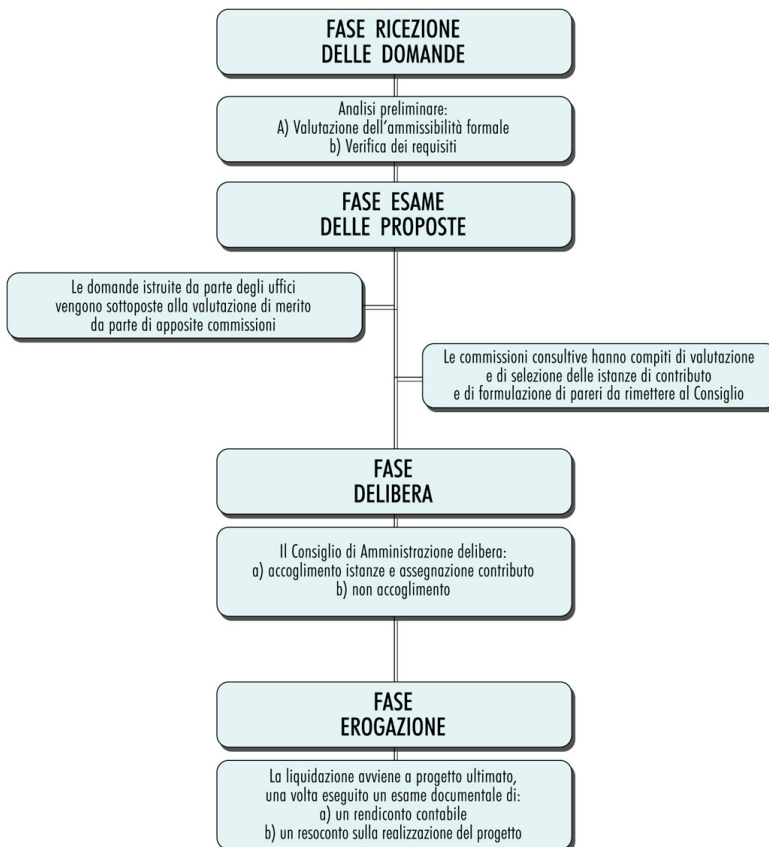 FASE RICEZIONE
DELLE DOMANDE
Analisi preliminare:
A) Valutazione dell'ammissibilità formale
b) Verifica dei requisiti
FASE ESAME
DELLE PROPOSTE
Le domande istruite da parte degli uffici
vengono sottoposte alla valutazione di merito
da parte di apposite commissioni
Le commissioni consultive hanno compiti di valutazione
e di selezione delle istanze di contributo
e di formulazione di pareri da rimettere al Consiglio
FASE
DELIBERA
Il Consiglio di Amministrazione delibera:
a) accoglimento istanze e assegnazione contributo
b) non accoglimento
FASE
EROGAZIONE
La liquidazione avviene a progetto ultimato,
una volta eseguito un esame documentale di:
a) un rendiconto contabile
b) un resoconto sulla realizzazione del progetto